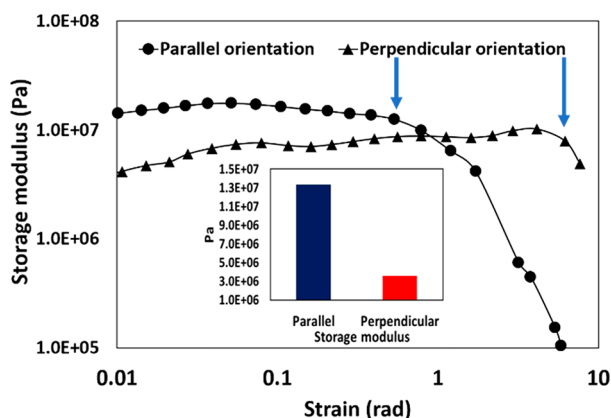 1.0E+08
Parallel orientation Perpendicular orientation
Storage modulus (Pa)
1.0E+07
1.0E+06
1.0E+05
1.5E+07
1.3E+07
1.1E+07
9.0E+06
Pa
7.0E+06
5.0E+06
3.0E+06
1.0E+06
Parallel Perpendicular
Storage modulus
0.01 0.1 1 10
Strain (rad)